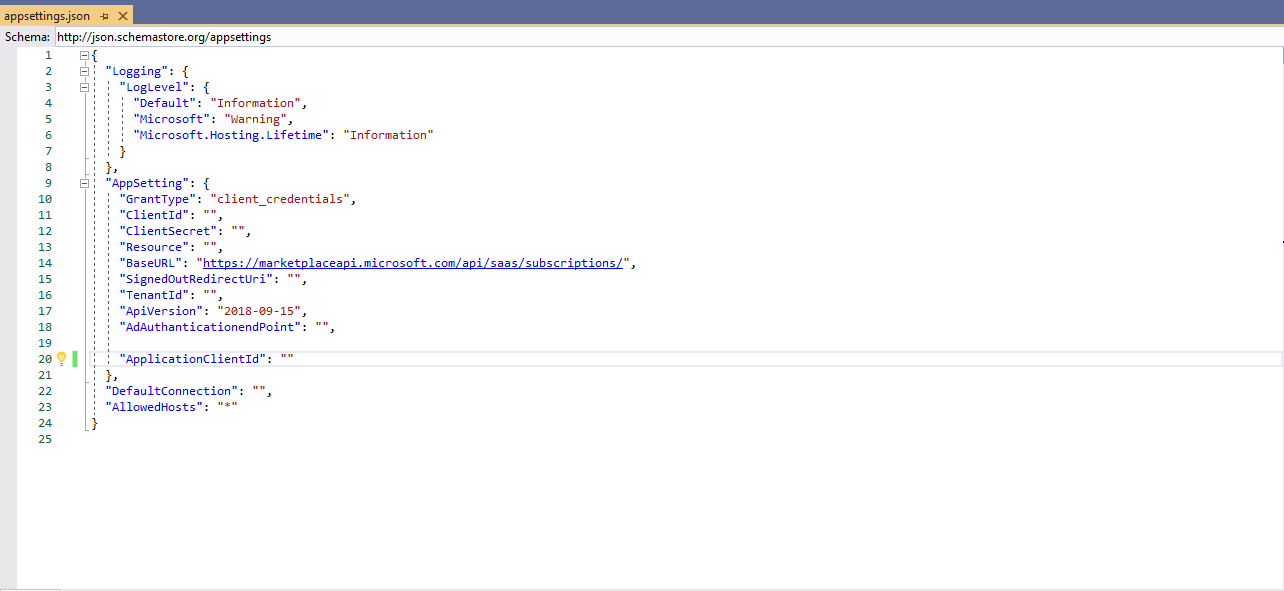 appsettings.json
Schema: http://json.schemastore.org/appsettings
1 {
2 "Logging": {
3 "LogLevel": {
4 "Default": "Information",
5 "Microsoft": "Warning",
6 "Microsoft.Hosting.Lifetime": "Information"
7 }
8 },
9 "AppSetting": {
10 "GrantType": "client_credentials",
11 "ClientId": "",
12 "ClientSecret": "",
13 "Resource": "",
14 "BaseURL": "https://marketplaceapi.microsoft.com/api/saas/subscriptions/",
15 "SignedOutRedirectUri": "",
16 "TenantId": "",
17 "ApiVersion": "2018-09-15",
18 "AdAuthanticationendPoint": "",
19
20 "ApplicationClientId": ""
21 },
22 "DefaultConnection": "",
23 "AllowedHosts": "*"
24 }
25